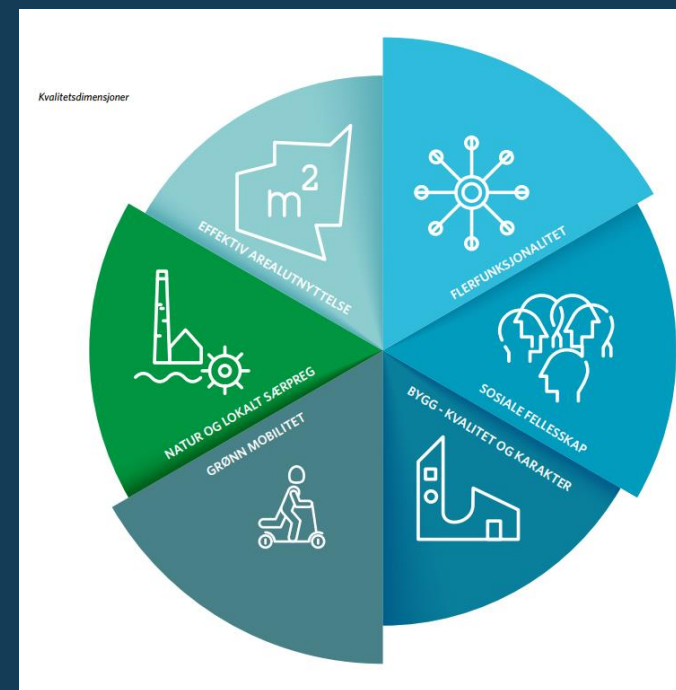 Kvalitetsdimensjoner
m²
EFFEKTIV AREALUTNYTTELSE
FLERFUNKSJONALITET
SOSIALE FELLESSKAP
BYGG - KVALITET OG KARAKTER
GRØNN MOBILITET
NATUR OG LOKALT SÆRPREG